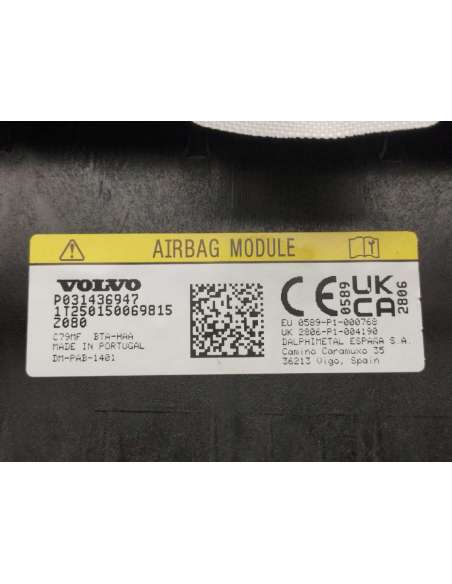 AIRBAG MODULE
VOLVO
P031436947
1T250150069815
Z080
C79MF BTA-MAA
MADE IN PORTUGAL
DM-PAB-1401
CE 0589
UK CA 2806
EU 0589-P1-000768
UK 2806-P1-004190
DALPHIMETAL ESPAÑA S.A.
Camino Caramuxo 35
36213 Vigo, Spain